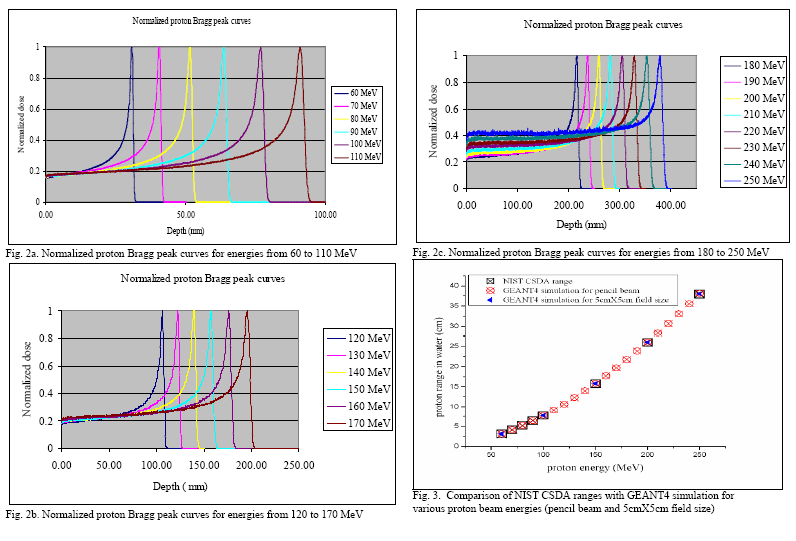 Normalized proton Bragg peak curves
Normalized dose
1
0.8
0.6
0.4
0.2
0
0.00 50.00 100.00
Depth (mm)
60 MeV
70 MeV
80 MeV
90 MeV
100 MeV
110 MeV
Fig. 2a. Normalized proton Bragg peak curves for energies from 60 to 110 MeV
Normalized proton Bragg peak curves
Normalized dose
1
0.8
0.6
0.4
0.2
0
0.00 50.00 100.00 150.00 200.00 250.00
Depth ( mm)
120 MeV
130 MeV
140 MeV
150 MeV
160 MeV
170 MeV
Fig. 2b. Normalized proton Bragg peak curves for energies from 120 to 170 MeV
Normalized proton Bragg peak curves
Normalized dose
1
0.8
0.6
0.4
0.2
0
0.00 100.00 200.00 300.00 400.00
Depth (mm)
180 MeV
190 MeV
200 MeV
210 MeV
220 MeV
230 MeV
240 MeV
250 MeV
Fig. 2c. Normalized proton Bragg peak curves for energies from 180 to 250 MeV
NIST CSDA range
GEANT4 simulation for pencil beam
GEANT4 simulation for 5cmX5cm field size
proton range in water (cm)
40
35
30
25
20
15
10
5
0
50 100 150 200 250
proton energy (MeV)
Fig. 3. Comparison of NIST CSDA ranges with GEANT4 simulation for
various proton beam energies (pencil beam and 5cmX5cm field size)